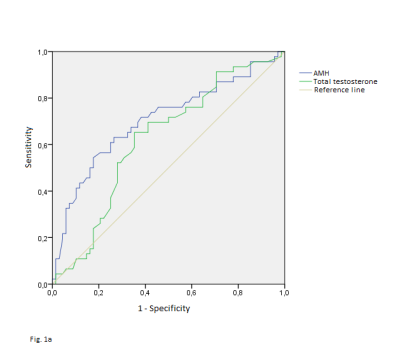 1,0
0,8
0,6
0,4
0,2
0,0
Sensitivity
0,0 0,2 0,4 0,6 0,8 1,0
1 - Specificity
AMH
Total testosterone
Reference line
Fig. 1a